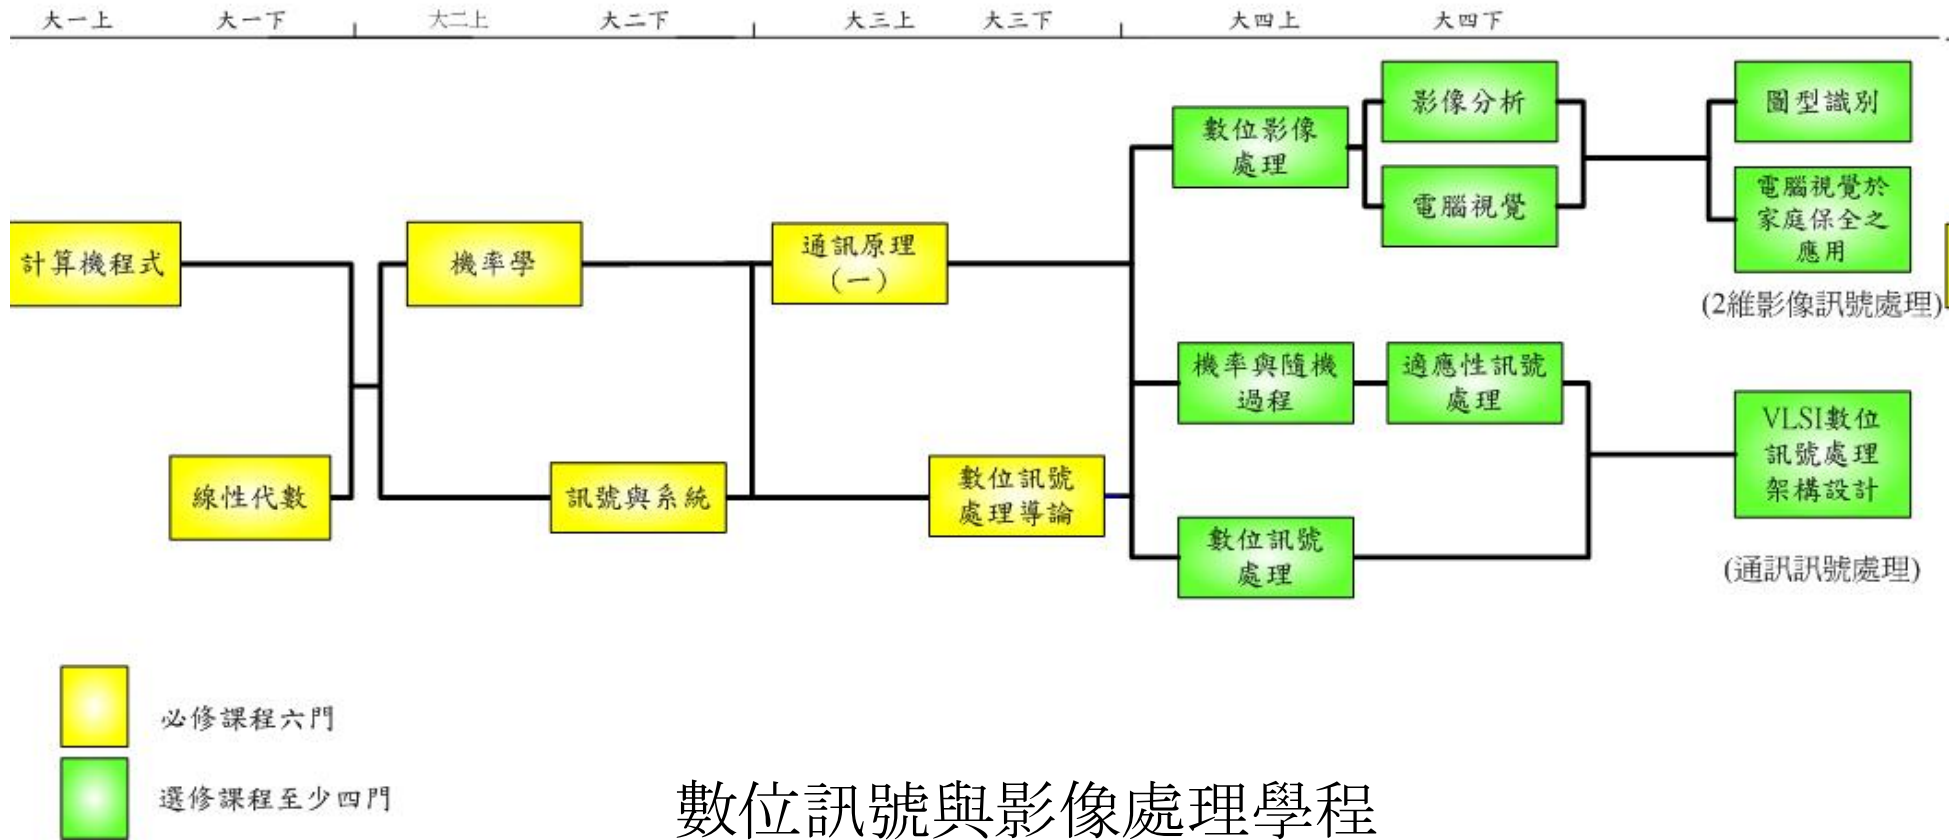 大一上 大一下 大二上 大二下 大三上 大三下 大四上 大四下
計算機程式
線性代數
機率學
訊號與系統
通訊原理
(一)
數位訊號
處理導論
數位影像
處理
影像分析
電腦視覺
圖型識別
電腦視覺於
家庭保全之
應用
(2維影像訊號處理)
機率與隨機
過程
適應性訊號
處理
數位訊號
處理
VLSI數位
訊號處理
架構設計
(通訊訊號處理)
必修課程六門
選修課程至少四門
數位訊號與影像處理學程